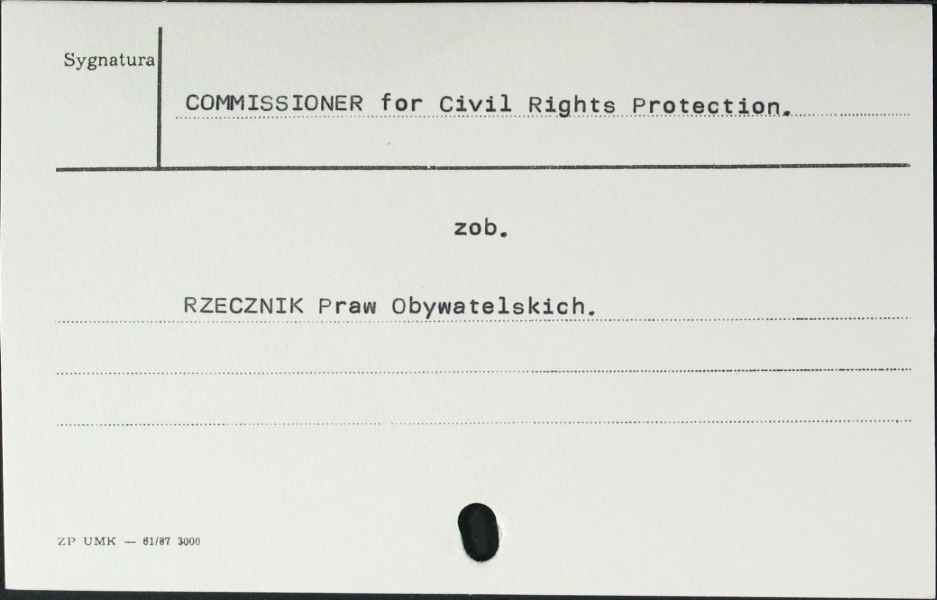 Sygnatura
COMMISSIONER for Civil Rights Protection.
zob.
RZECZNIK Praw Obywatelskich.
ZP UMK — 61/87 3000